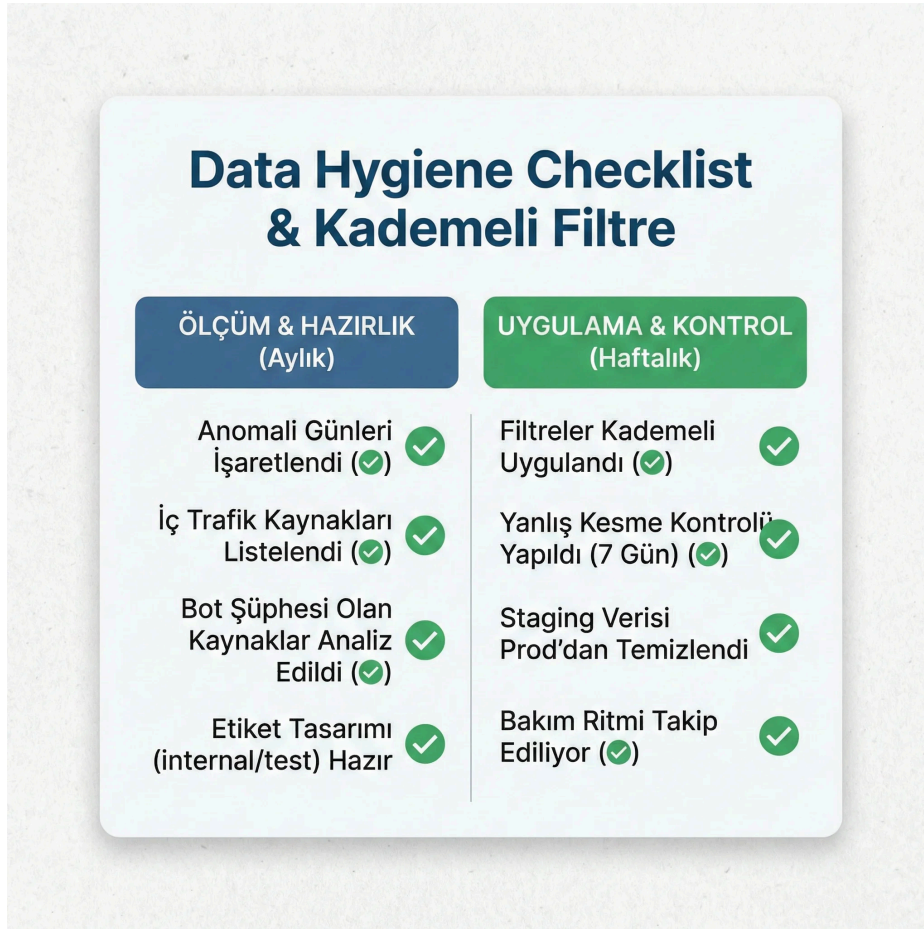 Data Hygiene Checklist
& Kademeli Filtre
ÖLÇÜM & HAZIRLIK
(Aylık)
Anomali Günleri
İşaretlendi (✓)
İç Trafik Kaynakları
Listelendi (✓)
Bot Şüphesi Olan
Kaynaklar Analiz
Edildi (✓)
Etiket Tasarımı
(internal/test) Hazır
UYGULAMA & KONTROL
(Haftalık)
Filtreler Kademeli
Uygulandı (✓)
Yanlış Kesme Kontrolü
Yapıldı (7 Gün) (✓)
Staging Verisi
Prod’dan Temizlendi
Bakım Ritmi Takip
Ediliyor (✓)